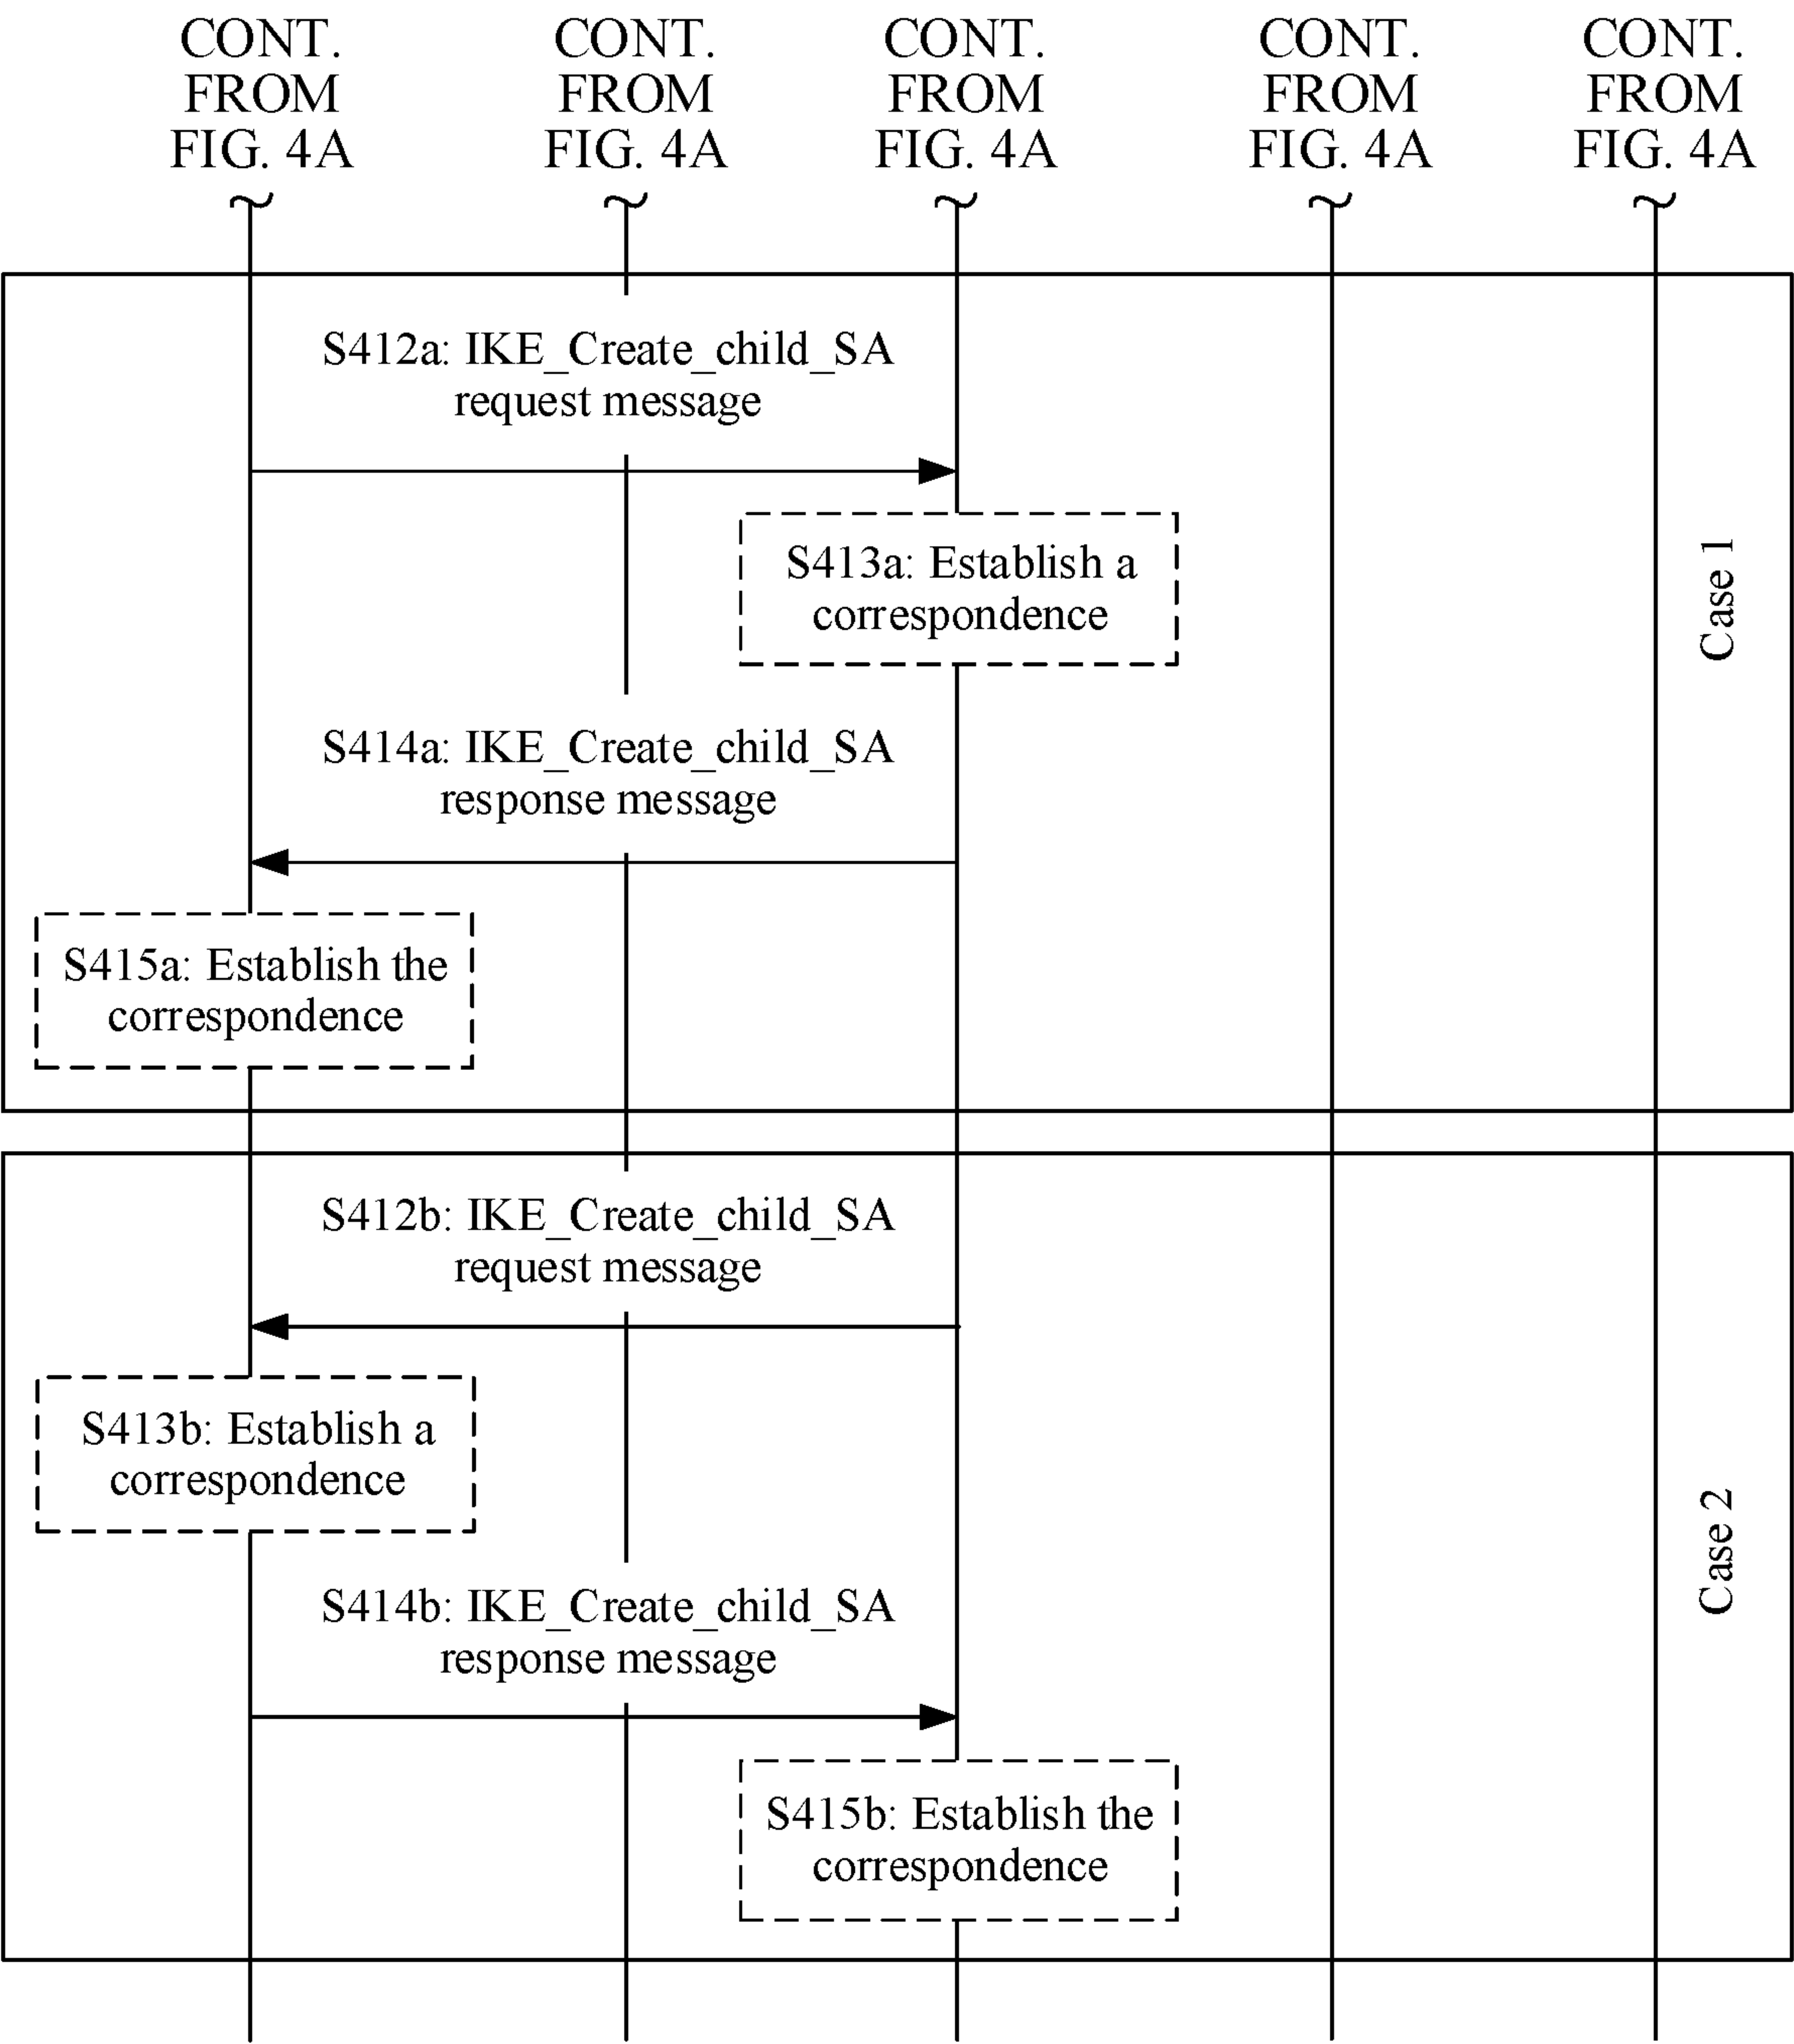 CONT.
FROM
FIG. 4A
CONT.
FROM
FIG. 4A
CONT.
FROM
FIG. 4A
CONT.
FROM
FIG. 4A
CONT.
FROM
FIG. 4A
S412a: IKE_Create_child_SA
request message
S413a: Establish a
correspondence
S414a: IKE_Create_child_SA
response message
S415a: Establish the
correspondence
Case 1
S412b: IKE_Create_child_SA
request message
S413b: Establish a
correspondence
S414b: IKE_Create_child_SA
response message
S415b: Establish the
correspondence
Case 2